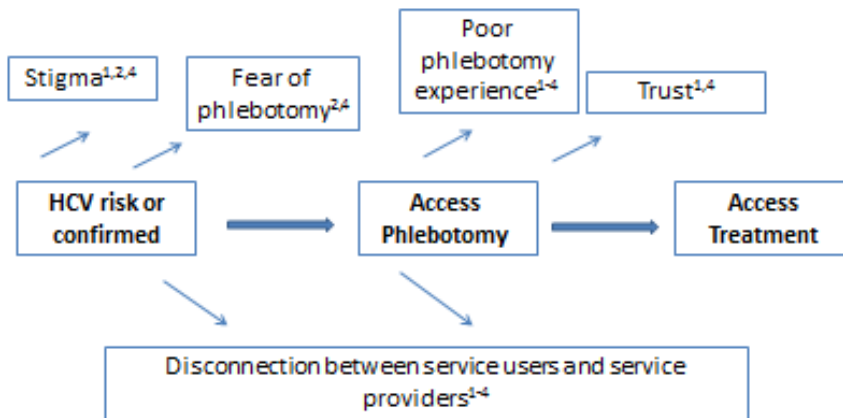 Stigma¹,²,⁴
Fear of
phlebotomy²,⁴
Poor
phlebotomy
experience¹⁻⁴
Trust¹,⁴
HCV risk or
confirmed
Access
Phlebotomy
Access
Treatment
Disconnection between service users and service
providers¹⁻⁴